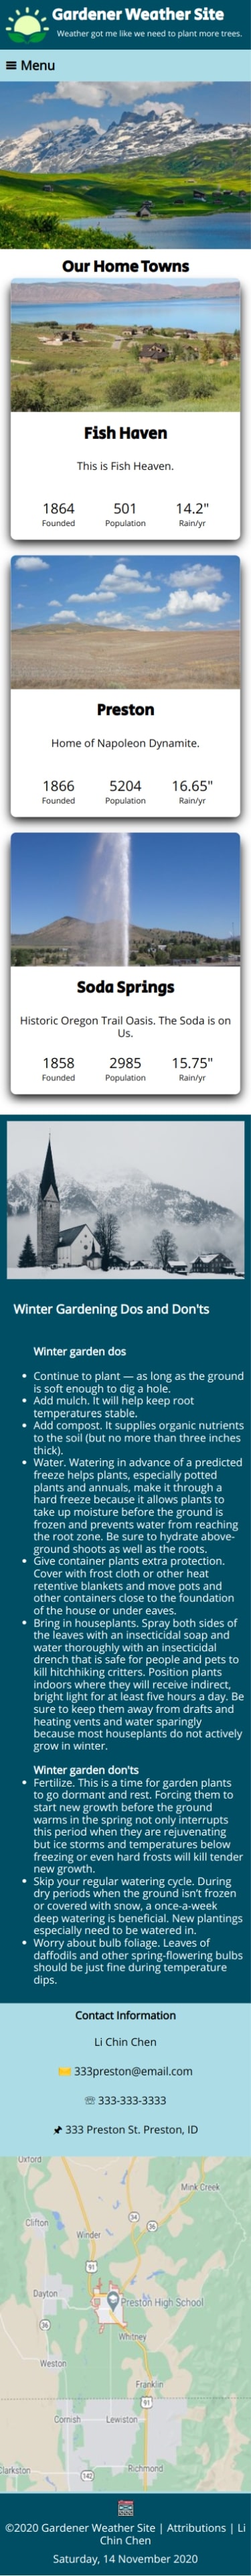 Gardener Weather Site
Weather got me like we need to plant more trees.
≡ Menu
Our Home Towns
Fish Haven
This is Fish Heaven.
1864 501 14.2"
Founded Population Rain/yr
Preston
Home of Napoleon Dynamite.
1866 5204 16.65"
Founded Population Rain/yr
Soda Springs
Historic Oregon Trail Oasis. The Soda is on
Us.
1858 2985 15.75"
Founded Population Rain/yr
Winter Gardening Dos and Don'ts
Winter garden dos
• Continue to plant — as long as the ground
is soft enough to dig a hole.
• Add mulch. It will help keep root
temperatures stable.
• Add compost. It supplies organic nutrients
to the soil (but no more than three inches
thick).
• Water. Watering in advance of a predicted
freeze helps plants, especially potted
plants and annuals, make it through a
hard freeze because it allows plants to
take up moisture before the ground is
frozen and prevents water from reaching
the root zone. Be sure to hydrate above-
ground shoots as well as the roots.
• Give container plants extra protection.
Cover with frost cloth or other heat
retentive blankets and move pots and
other containers close to the foundation
of the house or under eaves.
• Bring in houseplants. Spray both sides of
the leaves with an insecticidal soap and
water thoroughly with an insecticidal
drench that is safe for people and pets to
kill hitchhiking critters. Position plants
indoors where they will receive indirect,
bright light for at least five hours a day. Be
sure to keep them away from drafts and
heating vents and water sparingly
because most houseplants do not actively
grow in winter.
Winter garden don'ts
• Fertilize. This is a time for garden plants
to go dormant and rest. Forcing them to
start new growth before the ground
warms in the spring not only interrupts
this period when they are rejuvenating
but ice storms and temperatures below
freezing or even hard frosts will kill tender
new growth.
• Skip your regular watering cycle. During
dry periods when the ground isn't frozen
or covered with snow, a once-a-week
deep watering is beneficial. New plantings
especially need to be watered in.
• Worry about bulb foliage. Leaves of
daffodils and other spring-flowering bulbs
should be just fine during temperature
dips.
Contact Information
Li Chin Chen
333preston@email.com
333-333-3333
333 Preston St. Preston, ID
Oxford
Mink Creek
Clifton
34
36
Winder
91
Dayton
Preston High School
36
Whitney
Weston
Franklin
91
Cornish Lewiston
Richmond
Clarkston
142
©2020 Gardener Weather Site | Attributions | Li
Chin Chen
Saturday, 14 November 2020